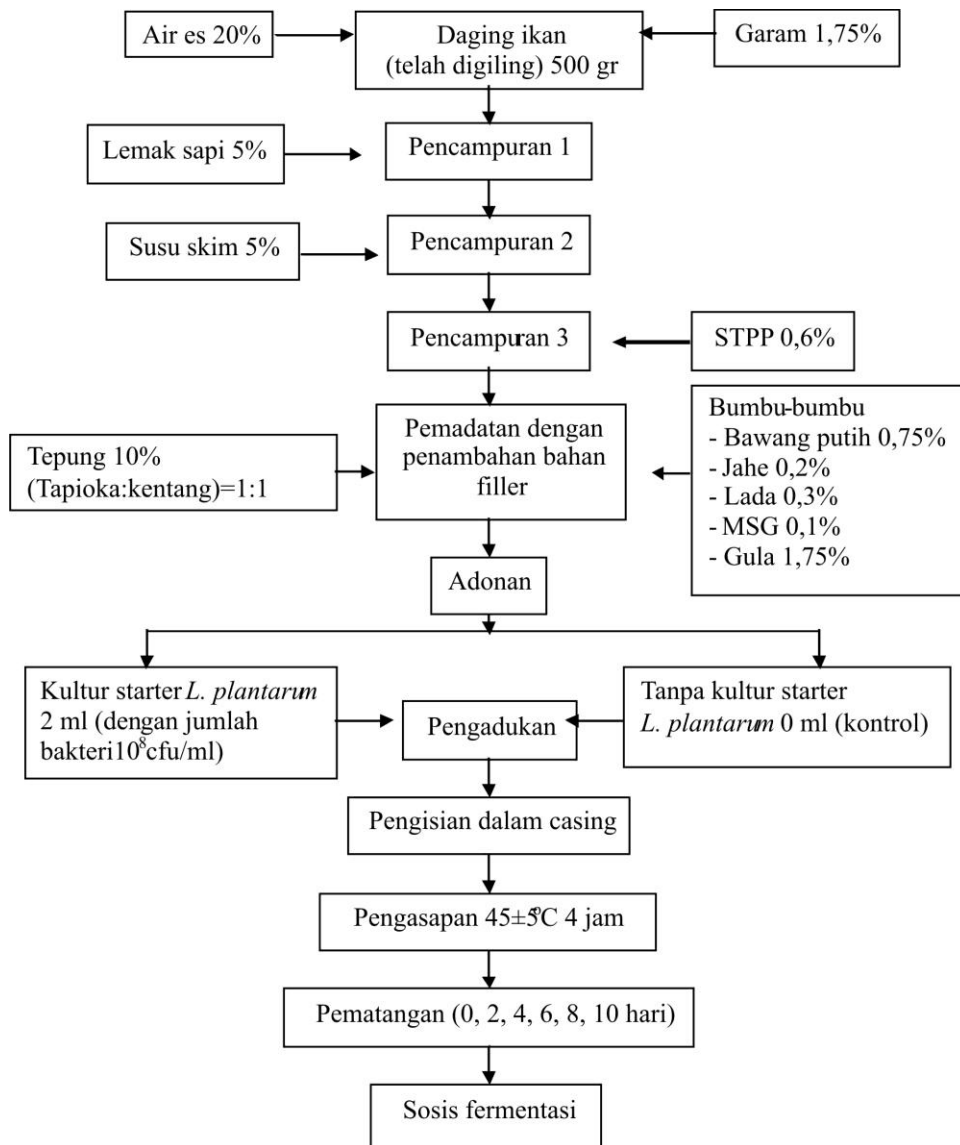 Air es 20%
Daging ikan
(telah digiling) 500 gr
Garam 1,75%
Lemak sapi 5%
Pencampuran 1
Susu skim 5%
Pencampuran 2
Pencampuran 3
STPP 0,6%
Tepung 10%
(Tapioka:kentang)=1:1
Pemadatan dengan
penambahan bahan
filler
Bumbu-bumbu
- Bawang putih 0,75%
- Jahe 0,2%
- Lada 0,3%
- MSG 0,1%
- Gula 1,75%
Adonan
Kultur starter L. plantarum
2 ml (dengan jumlah
bakteri10⁸cfu/ml)
Pengadukan
Tanpa kultur starter
L. plantarum 0 ml (kontrol)
Pengisian dalam casing
Pengasapan 45±5⁰C 4 jam
Pematangan (0, 2, 4, 6, 8, 10 hari)
Sosis fermentasi